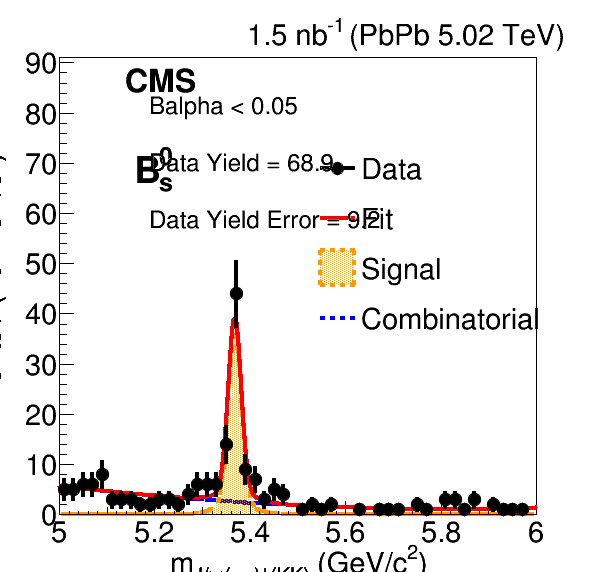 1.5 nb⁻¹ (PbPb 5.02 TeV)
CMS
Balpha < 0.05
B⁰ₛ
Data Yield = 68.9
Data Yield Error = 9.2
Data
Fit
Signal
Combinatorial
90
80
70
60
50
40
30
20
10
0
5 5.2 5.4 5.6 5.8 6
m (GeV/c²)